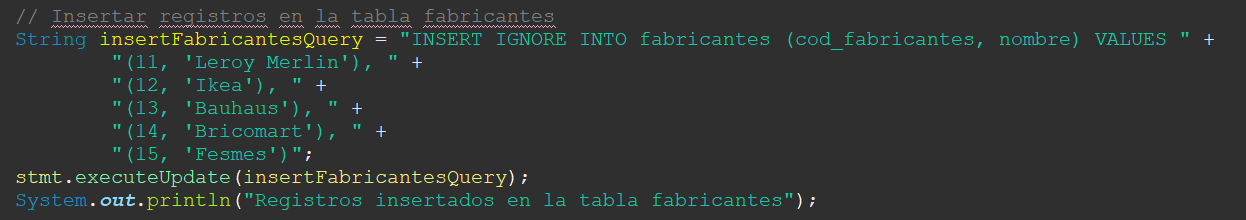 // Insertar registros en la tabla fabricantes
String insertFabricantesQuery = "INSERT IGNORE INTO fabricantes (cod_fabricantes, nombre) VALUES " +
"(11, 'Leroy Merlin'), " +
"(12, 'Ikea'), " +
"(13, 'Bauhaus'), " +
"(14, 'Bricomart'), " +
"(15, 'Fesmes')";
stmt.executeUpdate(insertFabricantesQuery);
System.out.println("Registros insertados en la tabla fabricantes");